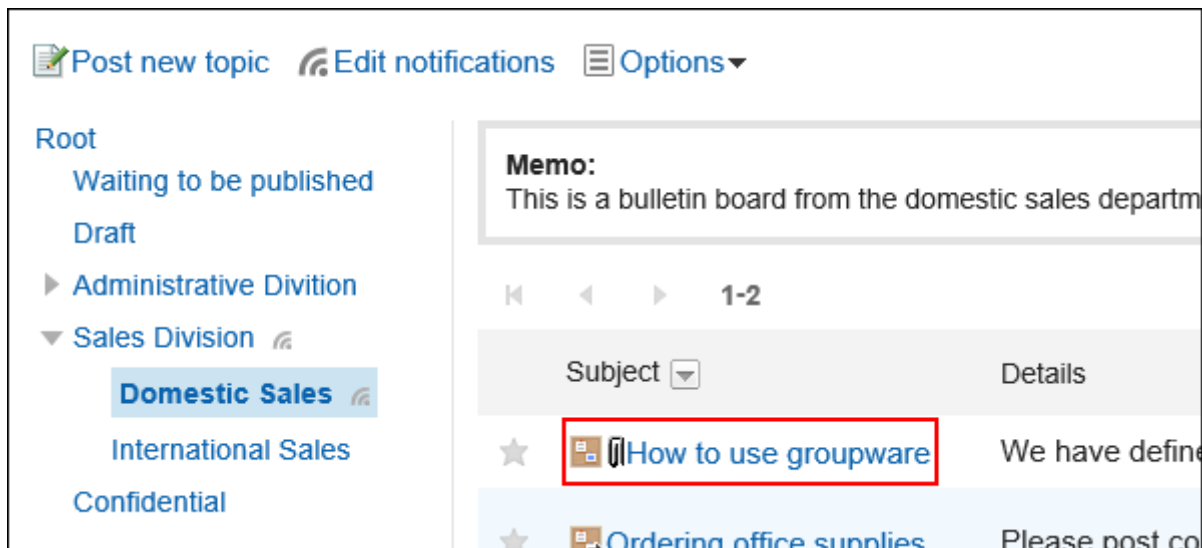 Post new topic Edit notifications Options
Root
Waiting to be published
Draft
Administrative Divition
Sales Division
Domestic Sales
International Sales
Confidential
Memo:
This is a bulletin board from the domestic sales departm
1-2
Subject Details
How to use groupware We have define
Ordering office supplies Please post co